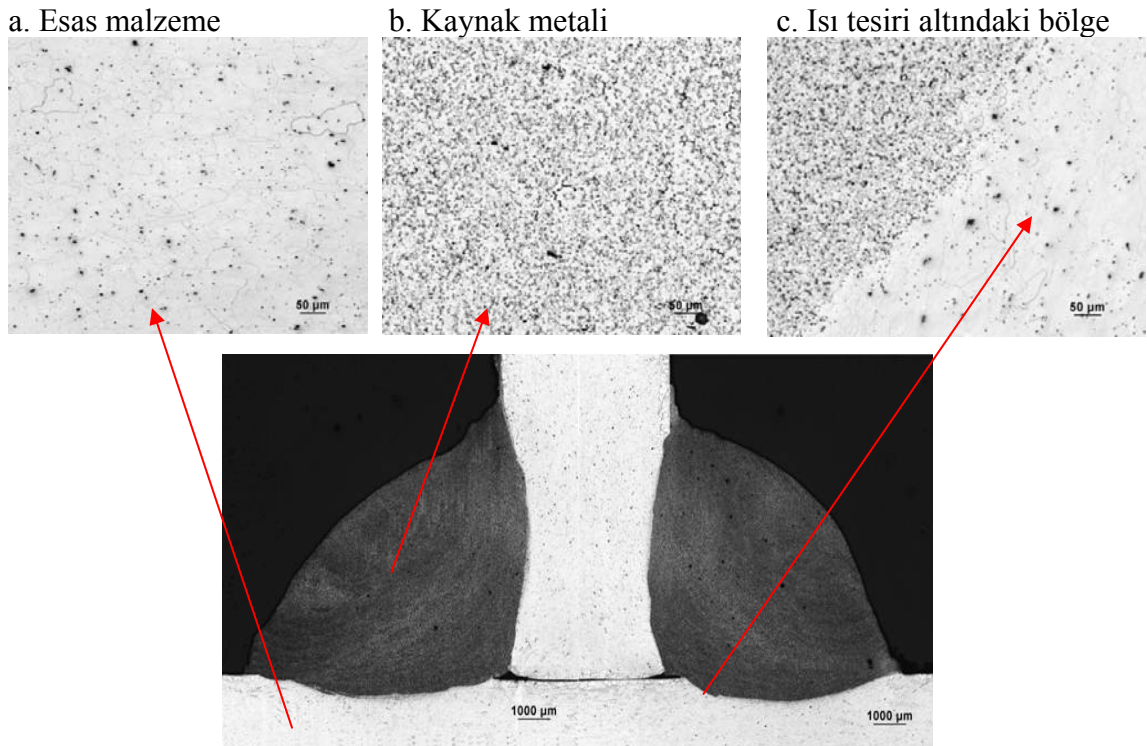 a. Esas malzeme
b. Kaynak metali
c. Isı tesiri altındaki bölge
50 µm
50 µm
50 µm
1000 µm
1000 µm